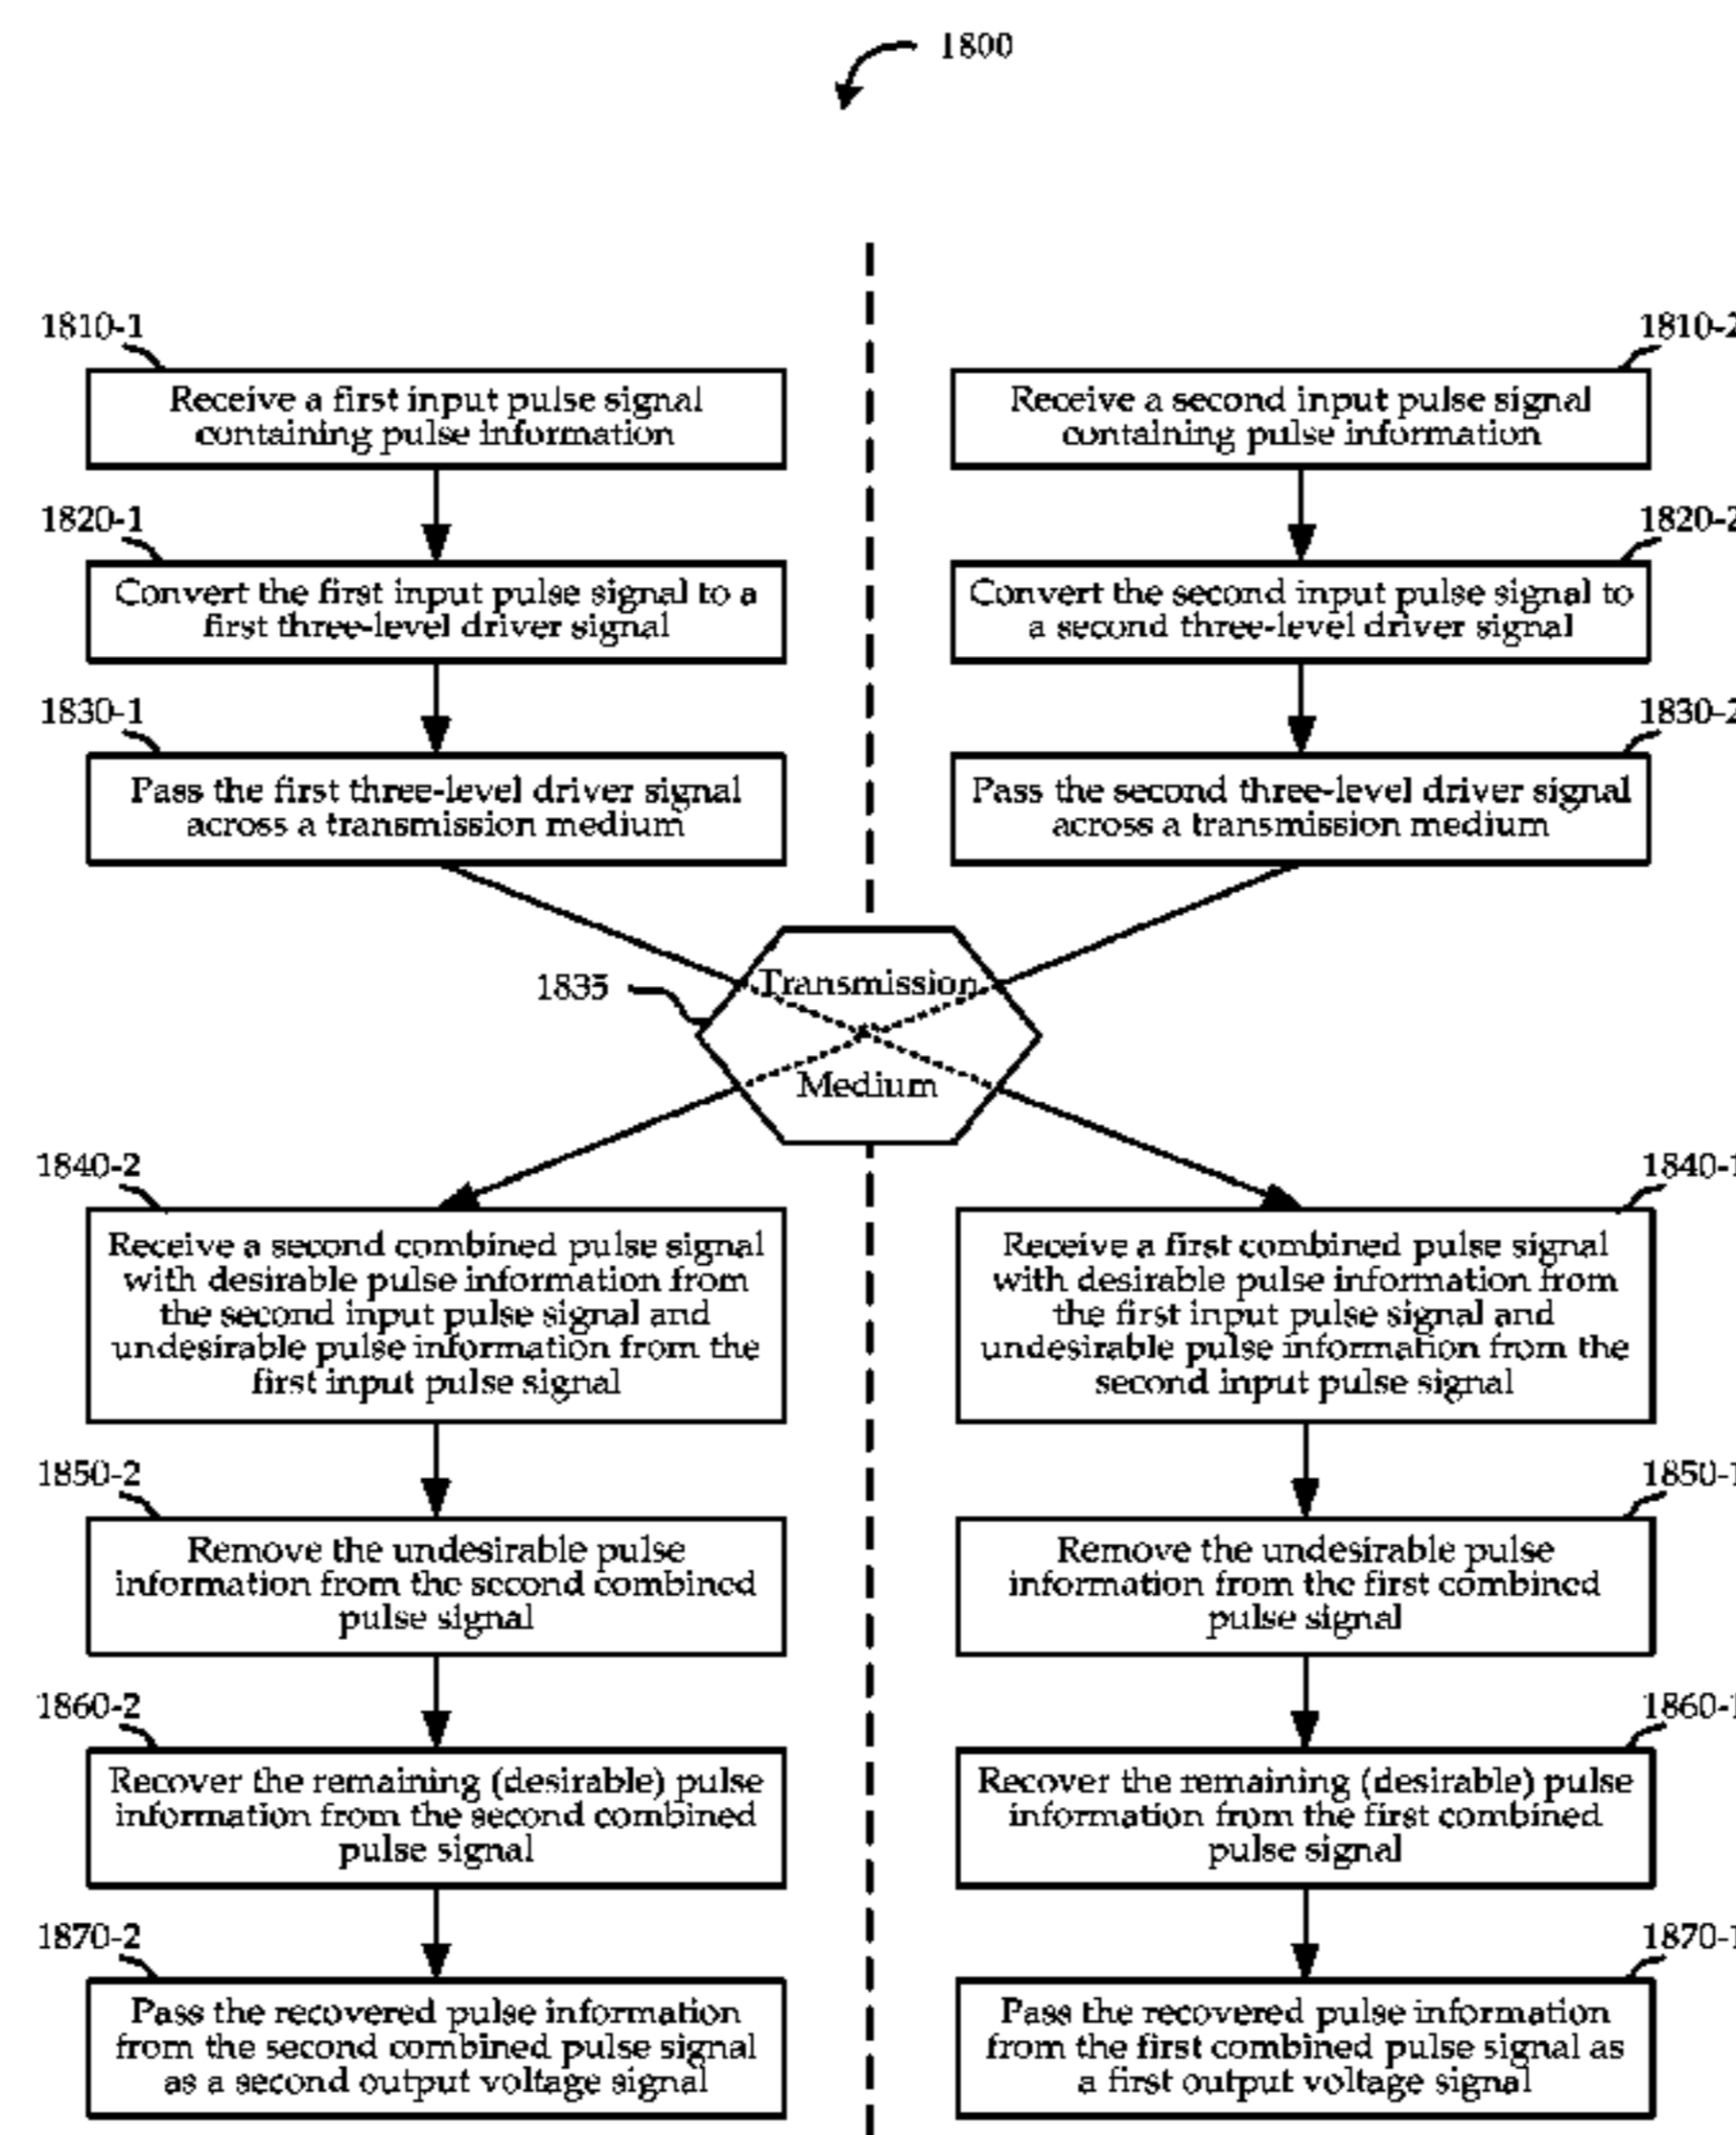 1800
1810-1
Receive a first input pulse signal
containing pulse information
1820-1
Convert the first input pulse signal to a
first three-level driver signal
1830-1
Pass the first three-level driver signal
across a transmission medium
1810-2
Receive a second input pulse signal
containing pulse information
1820-2
Convert the second input pulse signal to
a second three-level driver signal
1830-2
Pass the second three-level driver signal
across a transmission medium
1835
Transmission
Medium
1840-2
Receive a second combined pulse signal
with desirable pulse information from
the second input pulse signal and
undesirable pulse information from the
first input pulse signal
1850-2
Remove the undesirable pulse
information from the second combined
pulse signal
1860-2
Recover the remaining (desirable) pulse
information from the second combined
pulse signal
1870-2
Pass the recovered pulse information
from the second combined pulse signal
as a second output voltage signal
1840-1
Receive a first combined pulse signal
with desirable pulse information from
the first input pulse signal and
undesirable pulse information from the
second input pulse signal
1850-1
Remove the undesirable pulse
information from the first combined
pulse signal
1860-1
Recover the remaining (desirable) pulse
information from the first combined
pulse signal
1870-1
Pass the recovered pulse information
from the first combined pulse signal as
a first output voltage signal